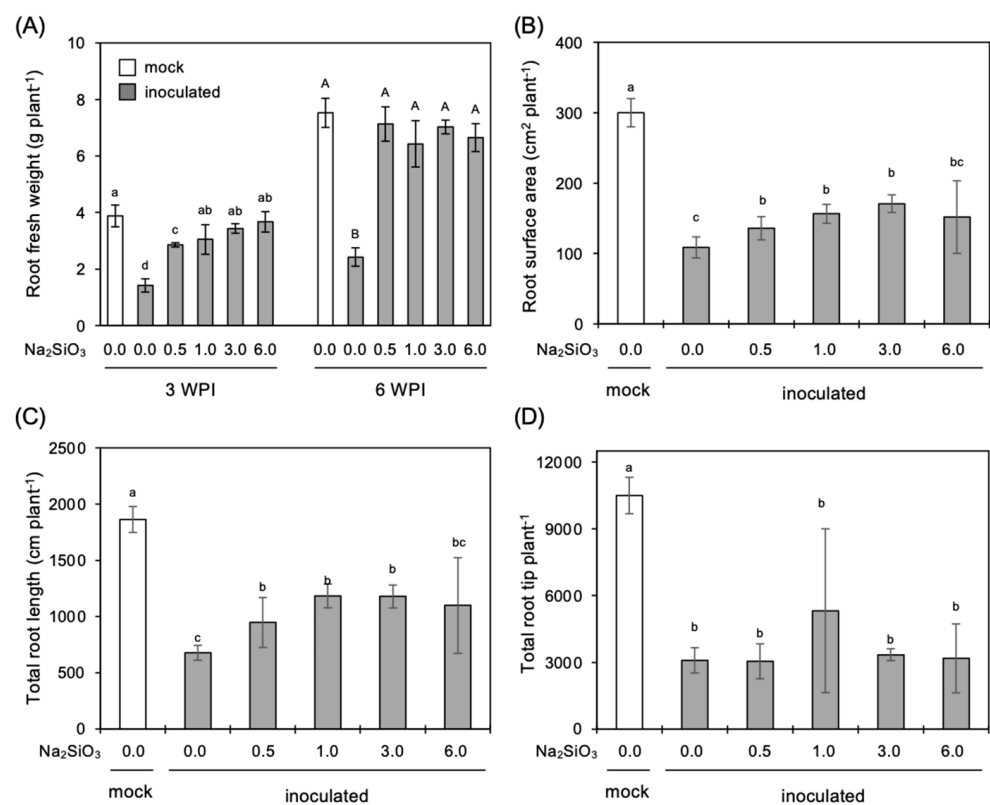 (A)
Root fresh weight (g plant⁻¹)
10
8
6
4
2
0
mock
inoculated
a
d
c
ab
ab
ab
A
B
A
A
A
A
Na₂SiO₃ 0.0 0.0 0.5 1.0 3.0 6.0 0.0 0.0 0.5 1.0 3.0 6.0
3 WPI 6 WPI
(B)
Root surface area (cm² plant⁻¹)
400
300
200
100
0
a
c
b
b
b
bc
Na₂SiO₃ 0.0 0.0 0.5 1.0 3.0 6.0
mock inoculated
(C)
Total root length (cm plant⁻¹)
2500
2000
1500
1000
500
0
a
c
b
b
b
bc
Na₂SiO₃ 0.0 0.0 0.5 1.0 3.0 6.0
mock inoculated
(D)
Total root tip plant⁻¹
12000
9000
6000
3000
0
a
b
b
b
b
b
Na₂SiO₃ 0.0 0.0 0.5 1.0 3.0 6.0
mock inoculated